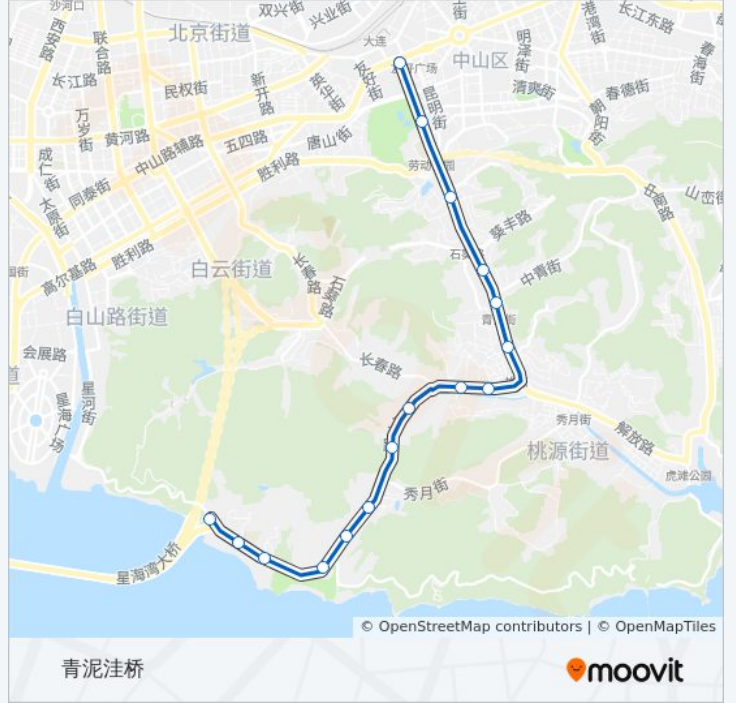 沙河口
双兴街
兴业街
街
港湾街
长江东路
西安路
联合路
北京街道
大连
中山区
明泽街
春海街
友好广场
长江路
民权街
新开路
英华街
友好街
昆明街
清爽街
春德街
朝阳街
万岁街
黄河路
中山路辅路
五四路
唐山街
成仁街
胜利路
同泰街
太原街
岳南路
山峦街
葵丰路
胜利路
高尔基路
白云街道
长春路
石葵路
中青街
白山路街道
会展路
长春路
道
星河街
星海广场
秀月街
解放路
桃源街道
虎滩公园
秀月街
星海湾大桥
© OpenStreetMap contributors | © OpenMapTiles
青泥洼桥
moovit